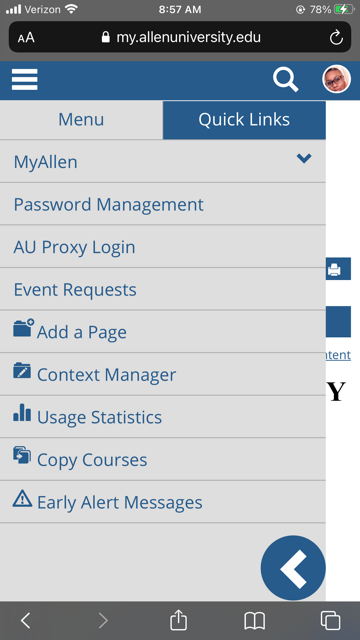 Verizon 8:57 AM 78%
AA my.allenuniversity.edu
Menu Quick Links
MyAllen
Password Management
AU Proxy Login
Event Requests
Add a Page
ntent
Context Manager
Y
Usage Statistics
Copy Courses
Early Alert Messages